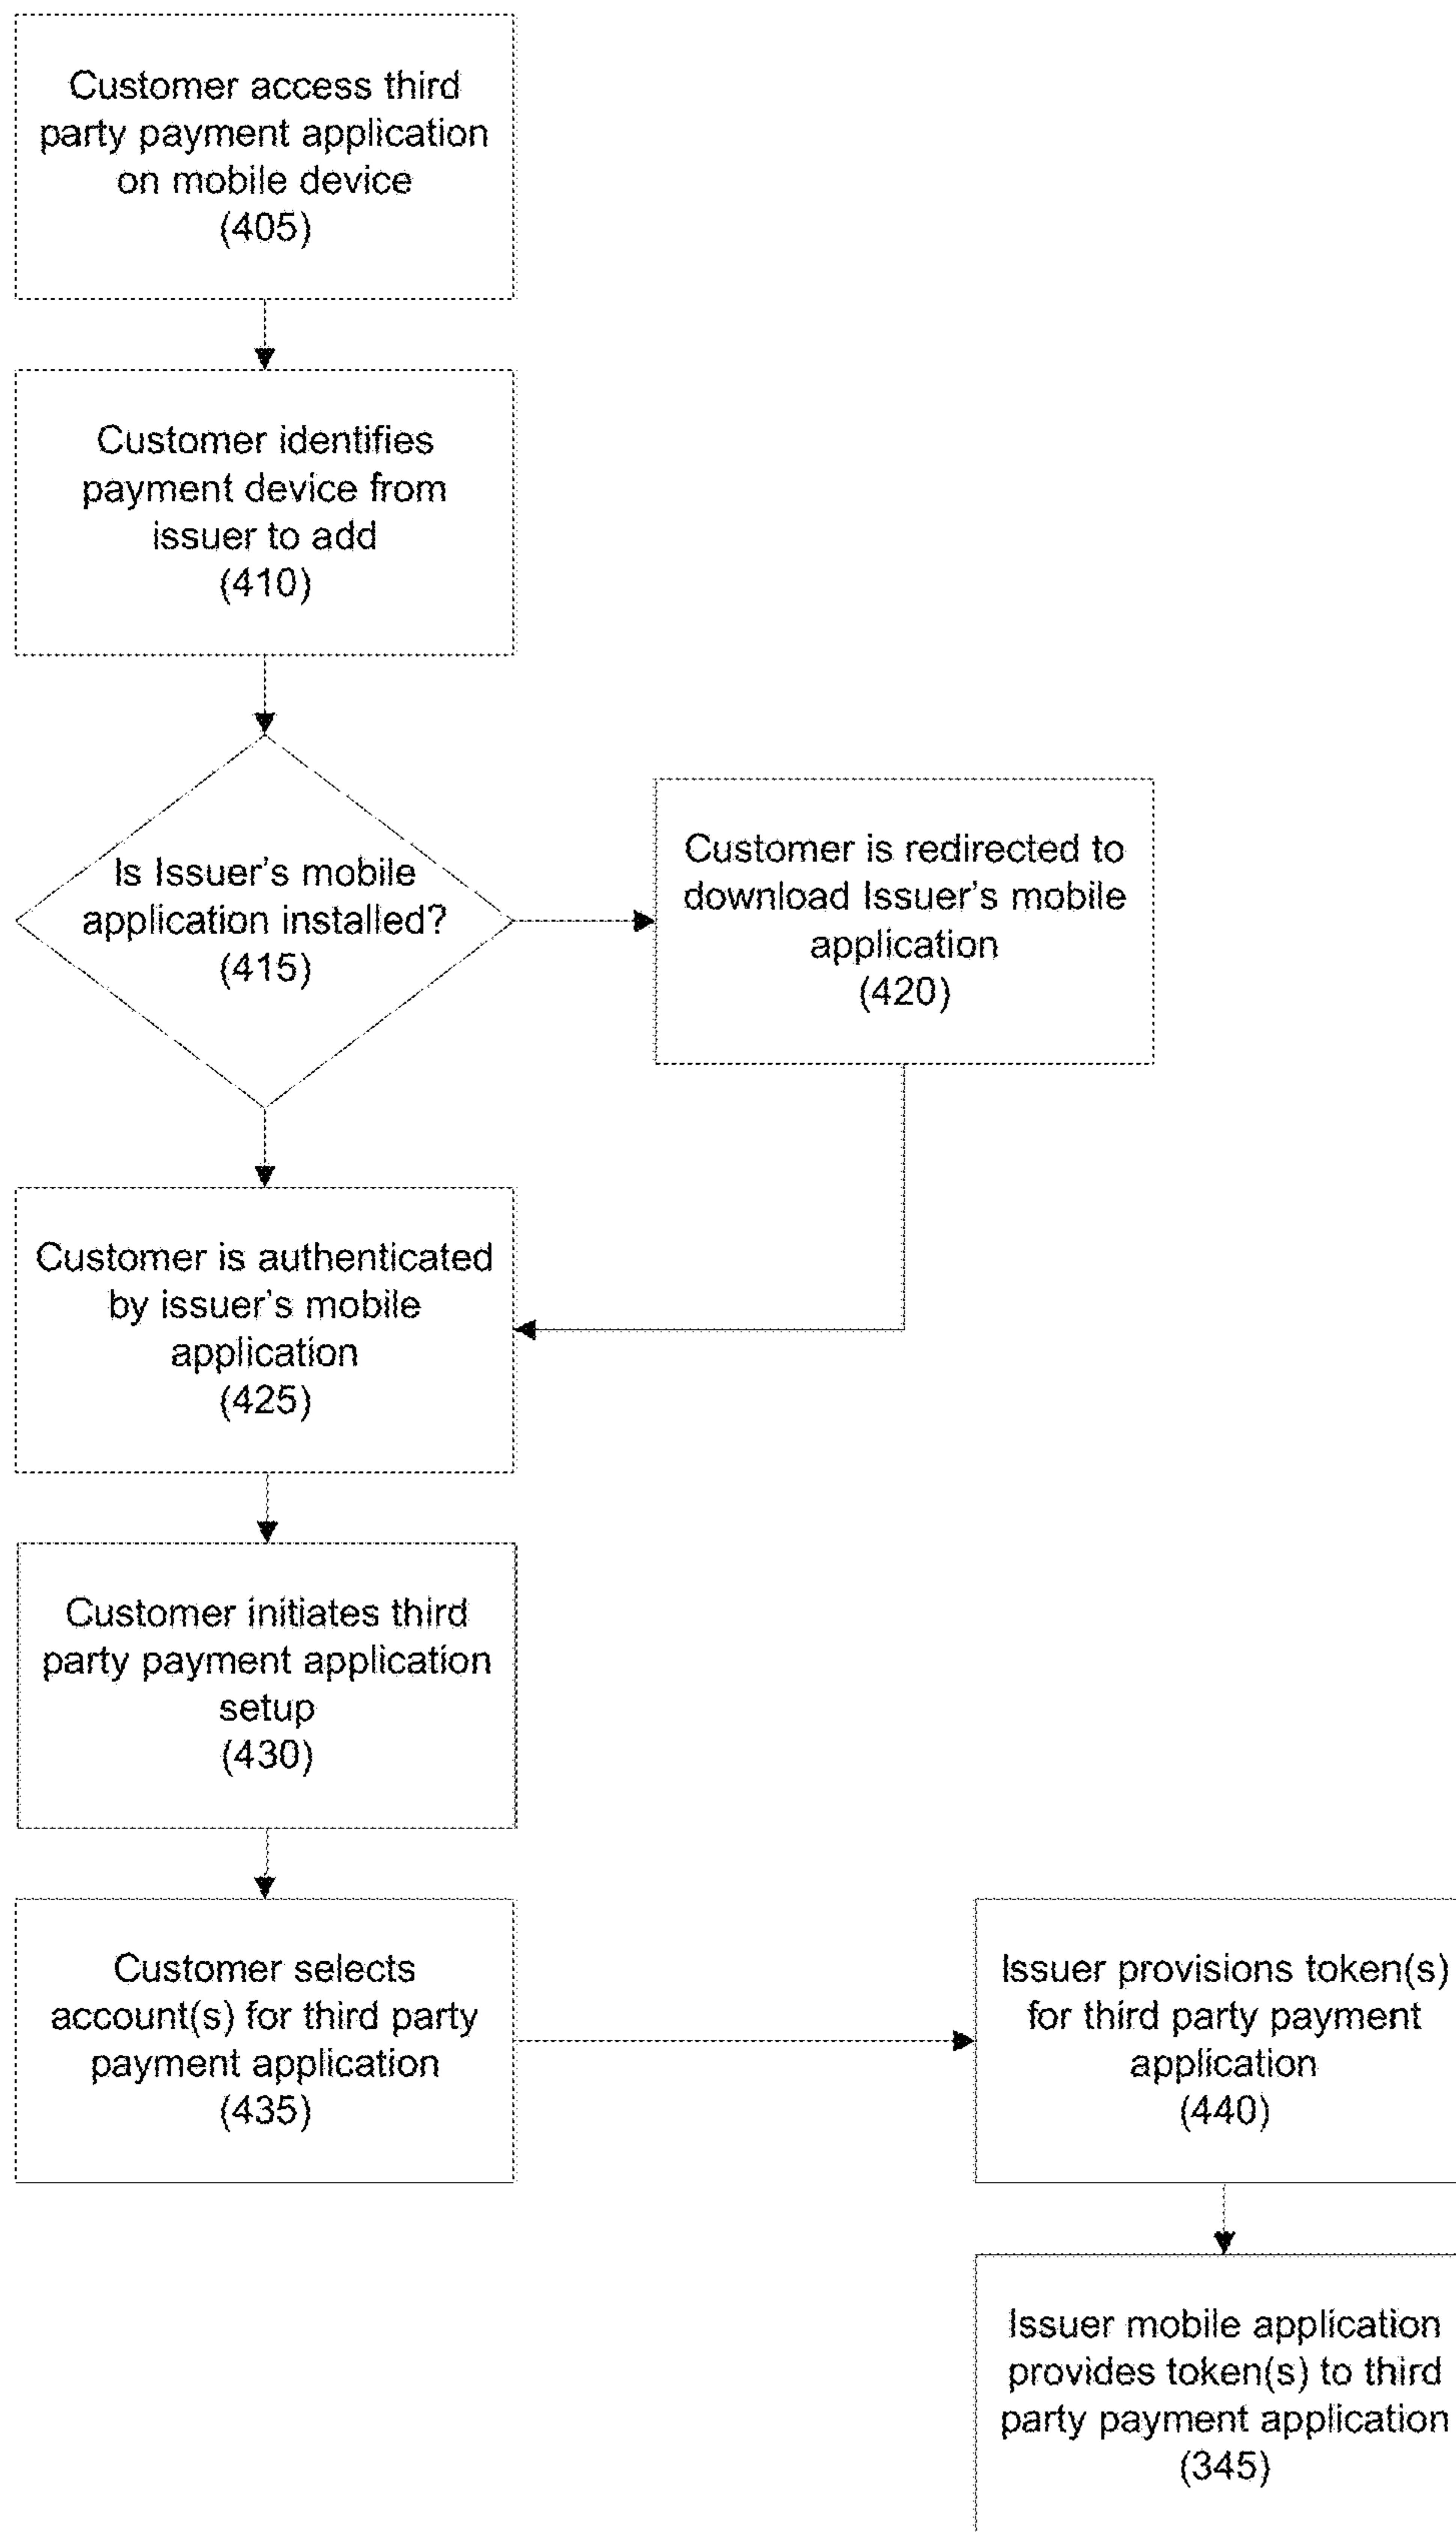 Customer access third
party payment application
on mobile device
(405)
Customer identifies
payment device from
issuer to add
(410)
Is Issuer's mobile
application installed?
(415)
Customer is redirected to
download Issuer's mobile
application
(420)
Customer is authenticated
by issuer's mobile
application
(425)
Customer initiates third
party payment application
setup
(430)
Customer selects
account(s) for third party
payment application
(435)
Issuer provisions token(s)
for third party payment
application
(440)
Issuer mobile application
provides token(s) to third
party payment application
(345)